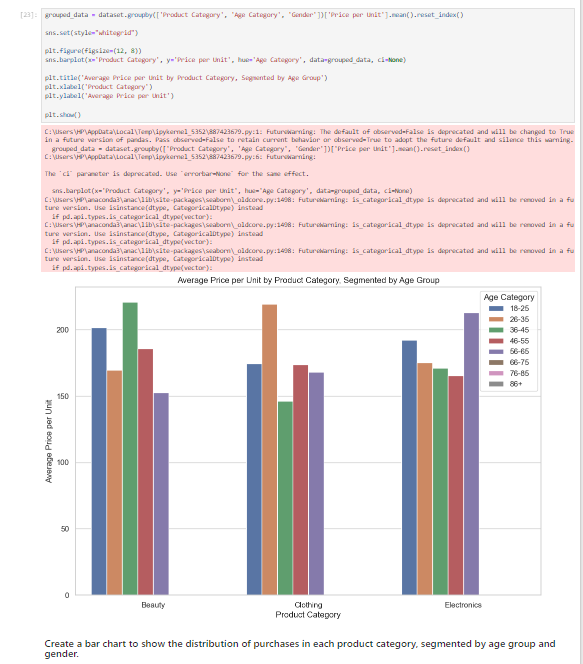 [23]: grouped_data = dataset.groupby(['Product Category', 'Age Category', 'Gender'])['Price per Unit'].mean().reset_index()
sns.set(style="whitegrid")
plt.figure(figsize=(12, 8))
sns.barplot(x='Product Category', y='Price per Unit', hue='Age Category', data=grouped_data, ci=None)
plt.title('Average Price per Unit by Product Category, Segmented by Age Group')
plt.xlabel('Product Category')
plt.ylabel('Average Price per Unit')
plt.show()
C:\Users\HP\AppData\Local\Temp\ipykernel_5352\887423679.py:1: FutureWarning: The default of observed=False is deprecated and will be changed to True
in a future version of pandas. Pass observed=False to retain current behavior or observed=True to adopt the future default and silence this warning.
grouped_data = dataset.groupby(['Product Category', 'Age Category', 'Gender'])['Price per Unit'].mean().reset_index()
C:\Users\HP\AppData\Local\Temp\ipykernel_5352\887423679.py:6: FutureWarning:
The `ci` parameter is deprecated. Use `errorbar=None` for the same effect.
sns.barplot(x='Product Category', y='Price per Unit', hue='Age Category', data=grouped_data, ci=None)
C:\Users\HP\anaconda3\anac\lib\site-packages\seaborn\_oldcore.py:1498: FutureWarning: is_categorical_dtype is deprecated and will be removed in a fu
ture version. Use isinstance(dtype, CategoricalDtype) instead
if pd.api.types.is_categorical_dtype(vector):
C:\Users\HP\anaconda3\anac\lib\site-packages\seaborn\_oldcore.py:1498: FutureWarning: is_categorical_dtype is deprecated and will be removed in a fu
ture version. Use isinstance(dtype, CategoricalDtype) instead
if pd.api.types.is_categorical_dtype(vector):
C:\Users\HP\anaconda3\anac\lib\site-packages\seaborn\_oldcore.py:1498: FutureWarning: is_categorical_dtype is deprecated and will be removed in a fu
ture version. Use isinstance(dtype, CategoricalDtype) instead
if pd.api.types.is_categorical_dtype(vector):
Average Price per Unit by Product Category, Segmented by Age Group
Age Category
18-25
26-35
36-45
46-55
56-65
66-75
76-85
86+
200
150
100
50
0
Average Price per Unit
Beauty
Clothing
Electronics
Product Category
Create a bar chart to show the distribution of purchases in each product category, segmented by age group and
gender.